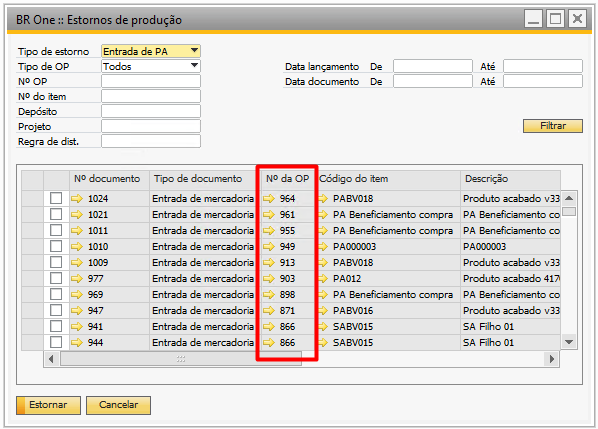 BR One :: Estornos de produção
Tipo de estorno Entrada de PA
Tipo de OP Todos Data lançamento De Até
Nº OP Data documento De Até
Nº do item
Depósito
Projeto Filtrar
Regra de dist.
Nº documento Tipo de documento Nº da OP Código do item Descrição
1024 Entrada de mercadoria 964 PABV018 Produto acabado v33
1021 Entrada de mercadoria 961 PA Beneficiamento compra PA Beneficiamento co
1011 Entrada de mercadoria 955 PA Beneficiamento compra PA Beneficiamento co
1010 Entrada de mercadoria 949 PA000003 PA000003
1009 Entrada de mercadoria 913 PABV018 Produto acabado v33
977 Entrada de mercadoria 903 PA012 Produto acabado 417
969 Entrada de mercadoria 898 PA Beneficiamento compra PA Beneficiamento co
947 Entrada de mercadoria 871 PABV016 Produto acabado v33
941 Entrada de mercadoria 866 SABV015 SA Filho 01
944 Entrada de mercadoria 866 SABV015 SA Filho 01
Estornar Cancelar